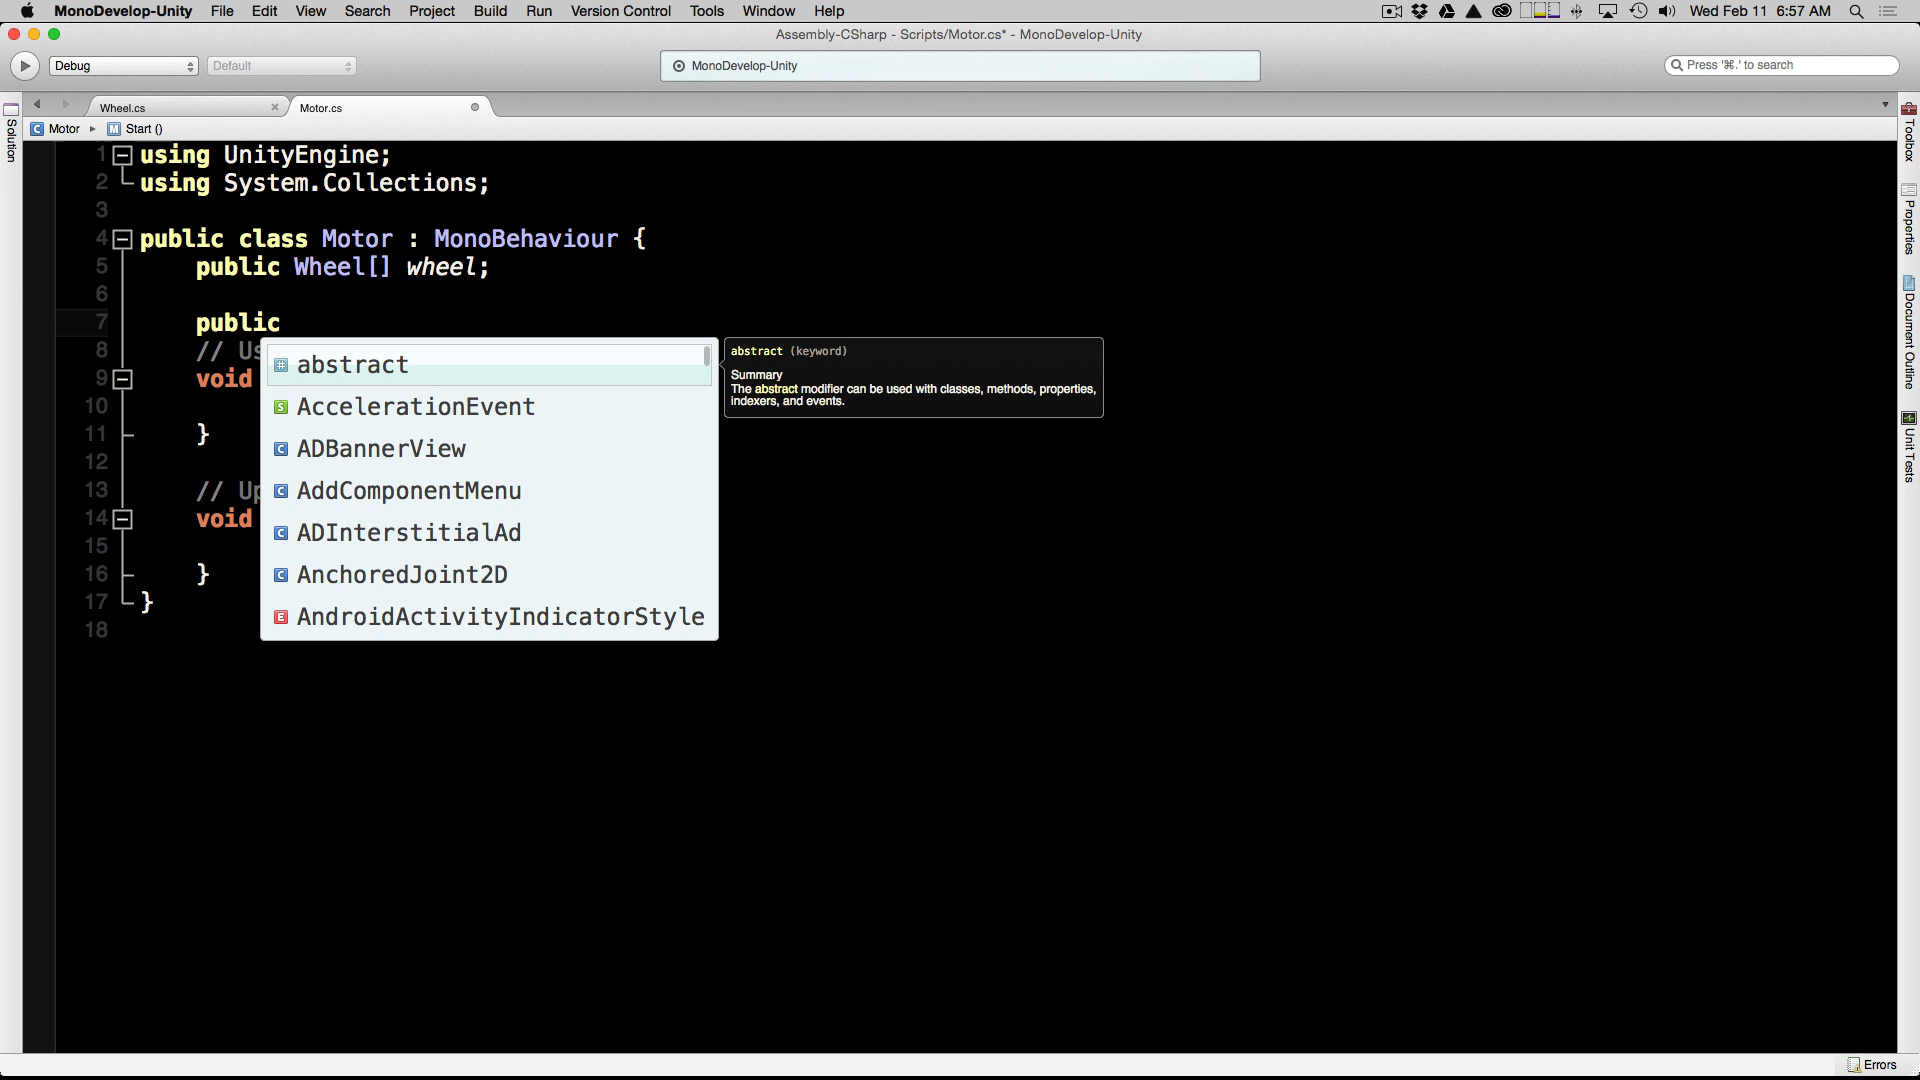 MonoDevelop-Unity File Edit View Search Project Build Run Version Control Tools Window Help Wed Feb 11 6:57 AM
Assembly-CSharp - Scripts/Motor.cs* - MonoDevelop-Unity
Debug Default MonoDevelop-Unity Press '⌘.' to search
Wheel.cs Motor.cs
Motor Start ()
Solution
Toolbox
Properties
Document Outline
Unit Tests
1 using UnityEngine;
2 using System.Collections;
3
4 public class Motor : MonoBehaviour {
5 public Wheel[] wheel;
6
7 public
8 // Us
9 void
10
11 }
12
13 // Up
14 void
15
16 }
17 }
18
abstract
AccelerationEvent
ADBannerView
AddComponentMenu
ADInterstitialAd
AnchoredJoint2D
AndroidActivityIndicatorStyle
abstract (keyword)
Summary
The abstract modifier can be used with classes, methods, properties,
indexers, and events.
Errors